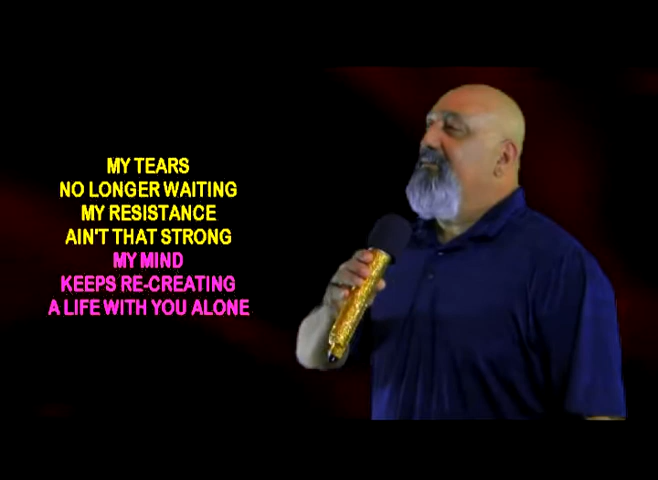 MY TEARS
NO LONGER WAITING
MY RESISTANCE
AIN'T THAT STRONG
MY MIND
KEEPS RE-CREATING
A LIFE WITH YOU ALONE